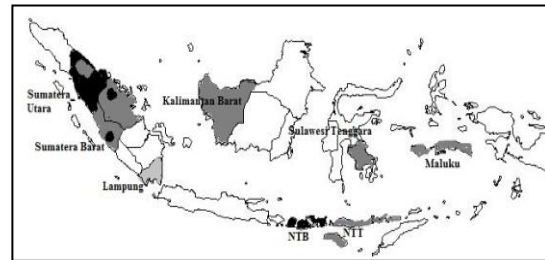 Sumatera
Utara
Kalimantan Barat
Sulawesi Tenggara
Sumatera Barat
Maluku
Lampung
NTB
NTT